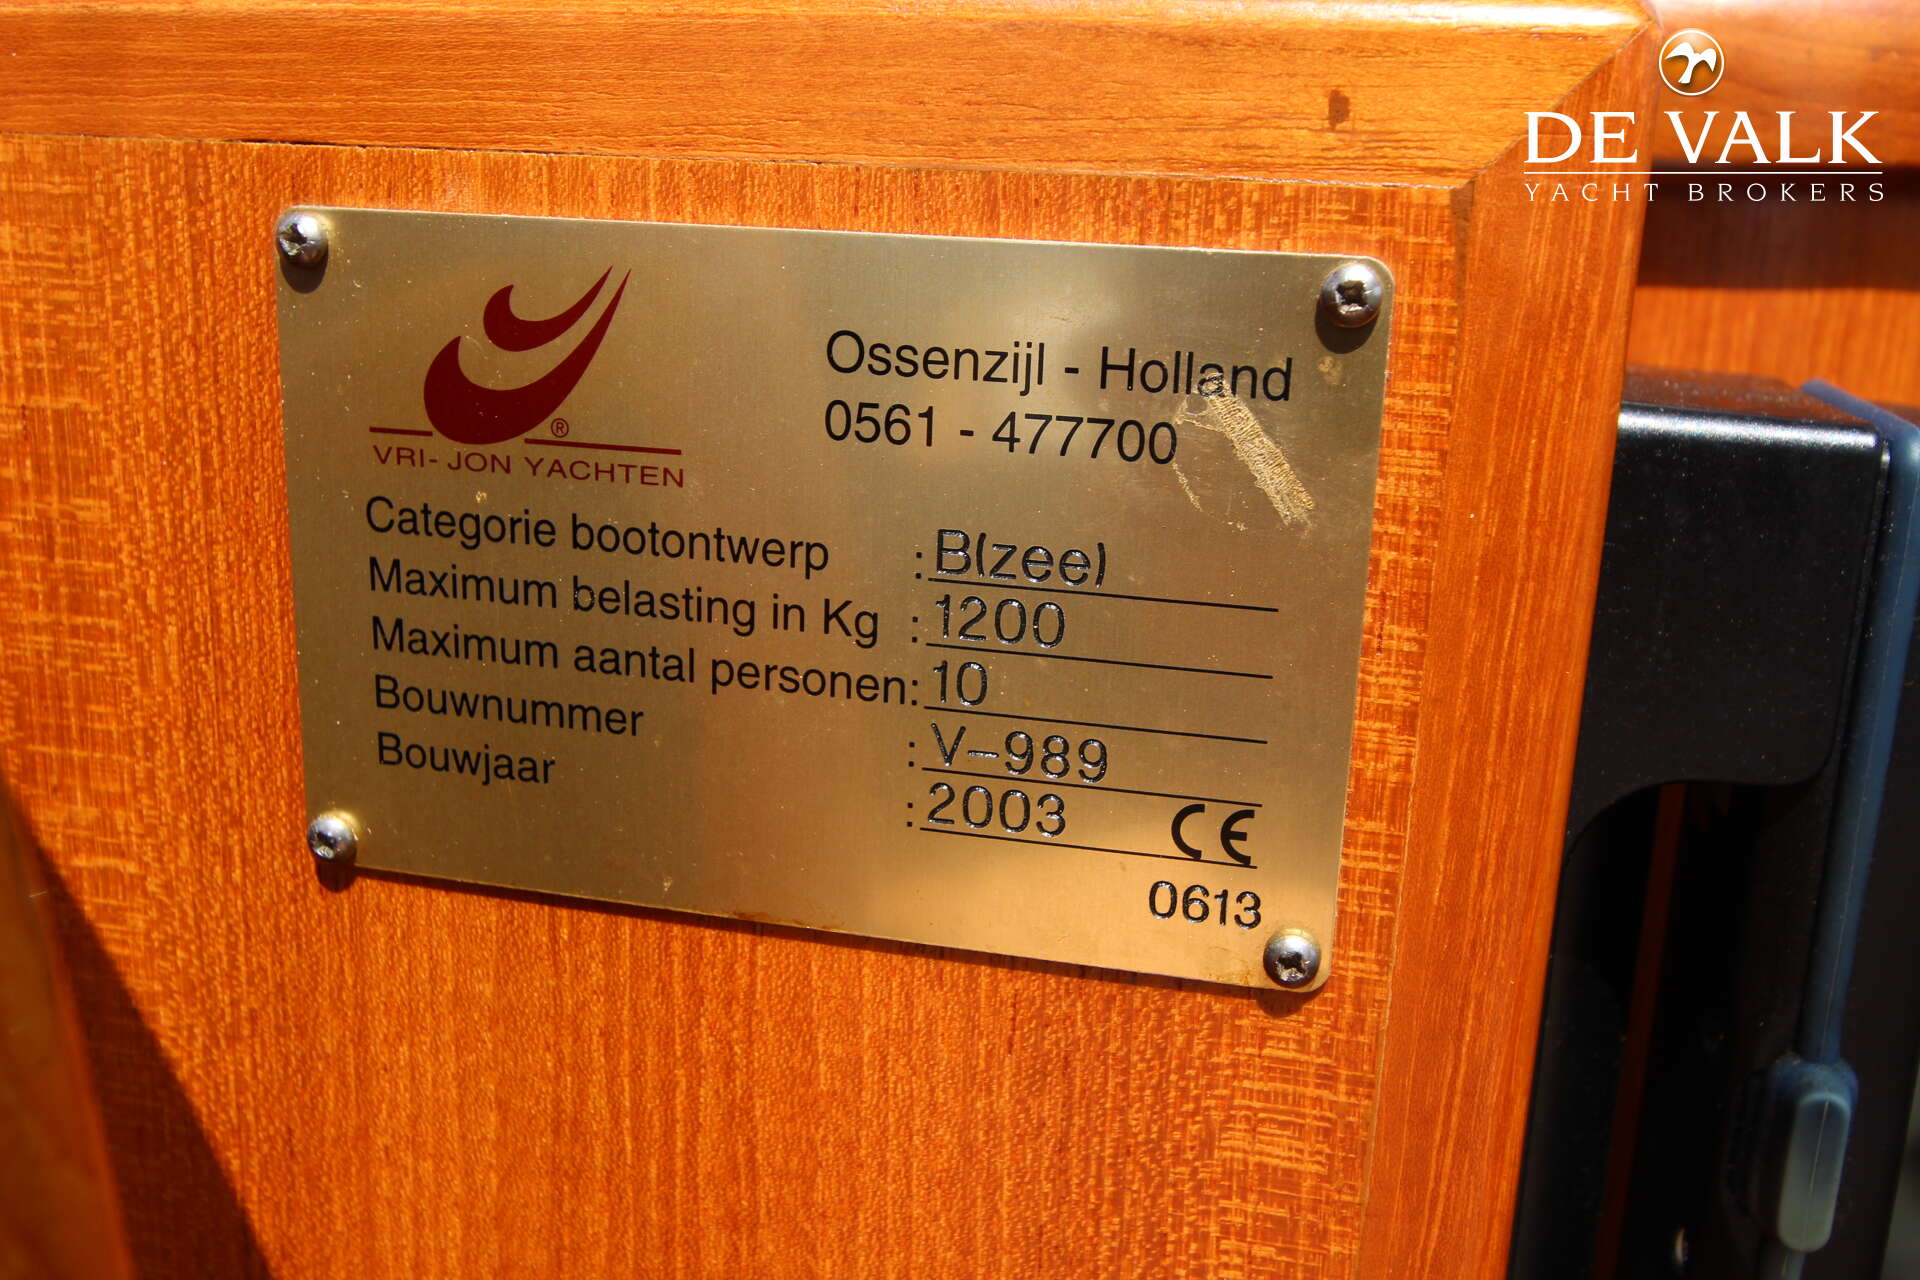 DE VALK
YACHT BROKERS
®
VRI-JON YACHTEN
Ossenzijl - Holland
0561 - 477700
Categorie bootontwerp : B(zee)
Maximum belasting in Kg : 1200
Maximum aantal personen: 10
Bouwnummer : V-989
Bouwjaar : 2003
CE
0613